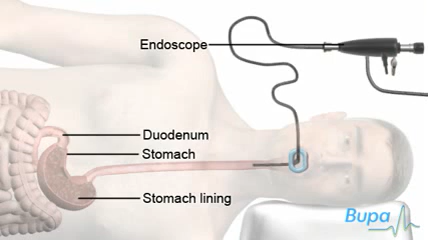 Endoscope
Duodenum
Stomach
Stomach lining
Bupa